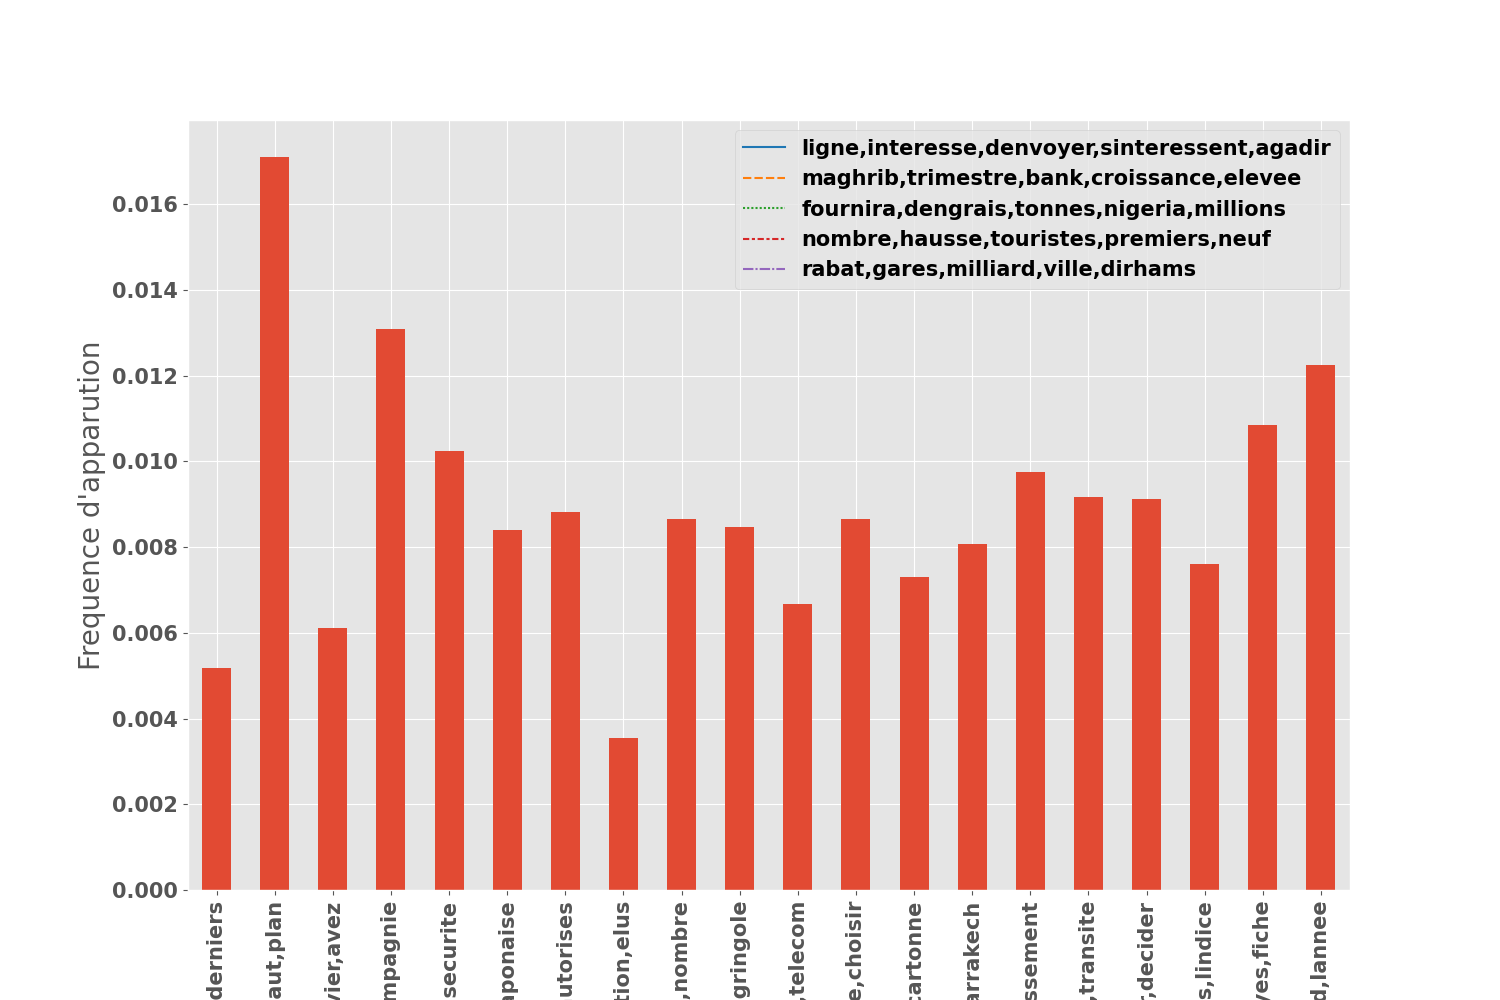 ligne,interesse,denvoyer,sinteressent,agadir
maghrib,trimestre,bank,croissance,elevee
fournira,dengrais,tonnes,nigeria,millions
nombre,hausse,touristes,premiers,neuf
rabat,gares,milliard,ville,dirhams
Frequence d'apparution
0.016
0.014
0.012
0.010
0.008
0.006
0.004
0.002
0.000
derniers
aut,plan
vier,avez
mpagnie
securite
aponaise
utorises
tion,elus
,nombre
gringole
,telecom
e,choisir
cartonne
arrakech
ssement
,transite
r,decider
s,lindice
yes,fiche
d,lannee